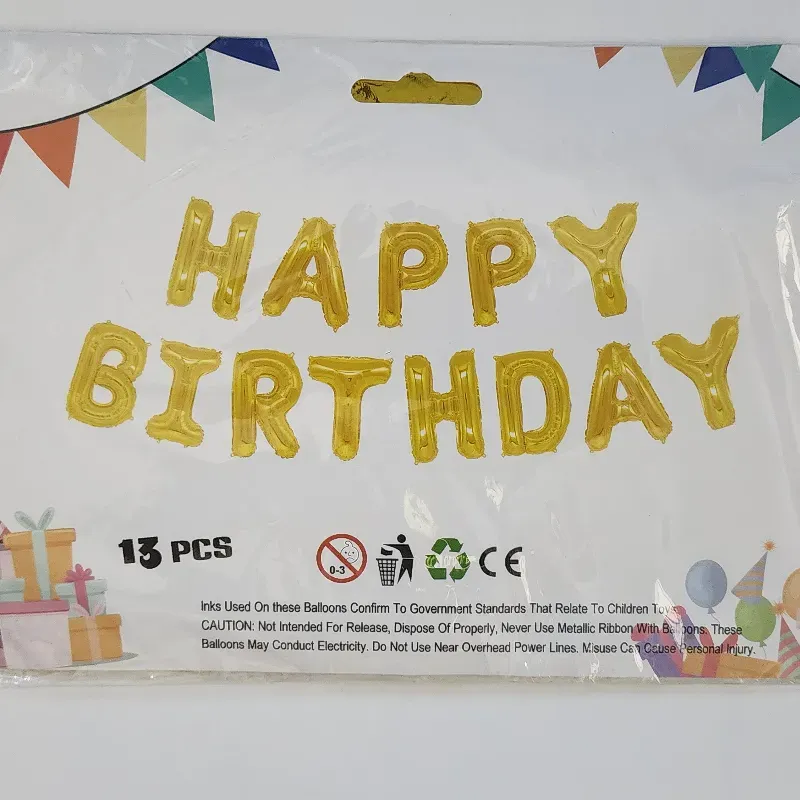 HAPPY
BIRTHDAY
13 PCS
0-3
CE
Inks Used On these Balloons Confirm To Government Standards That Relate To Children Toys
CAUTION: Not Intended For Release, Dispose Of Properly, Never Use Metallic Ribbon With Balloons. These
Balloons May Conduct Electricity. Do Not Use Near Overhead Power Lines. Misuse Can Cause Personal Injury.